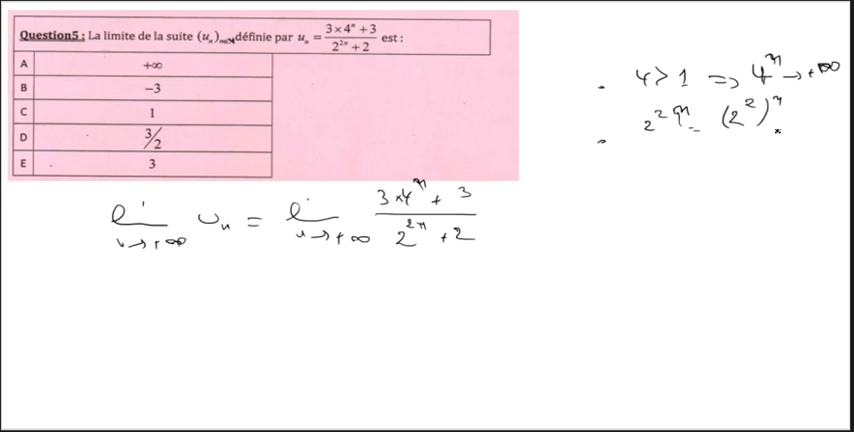 Question5 : La limite de la suite (uₙ)ₙ∈ℕ définie par uₙ = (3×4ⁿ + 3)/(2²ⁿ + 2) est :
A +∞
B −3
C 1
D 3/2
E 3
. 4 > 1 => 4ⁿ → +∞
. 2²ⁿ = (2²)ⁿ
lim n→+∞ uₙ = lim n→+∞ (3×4ⁿ + 3)/(2²ⁿ + 2)